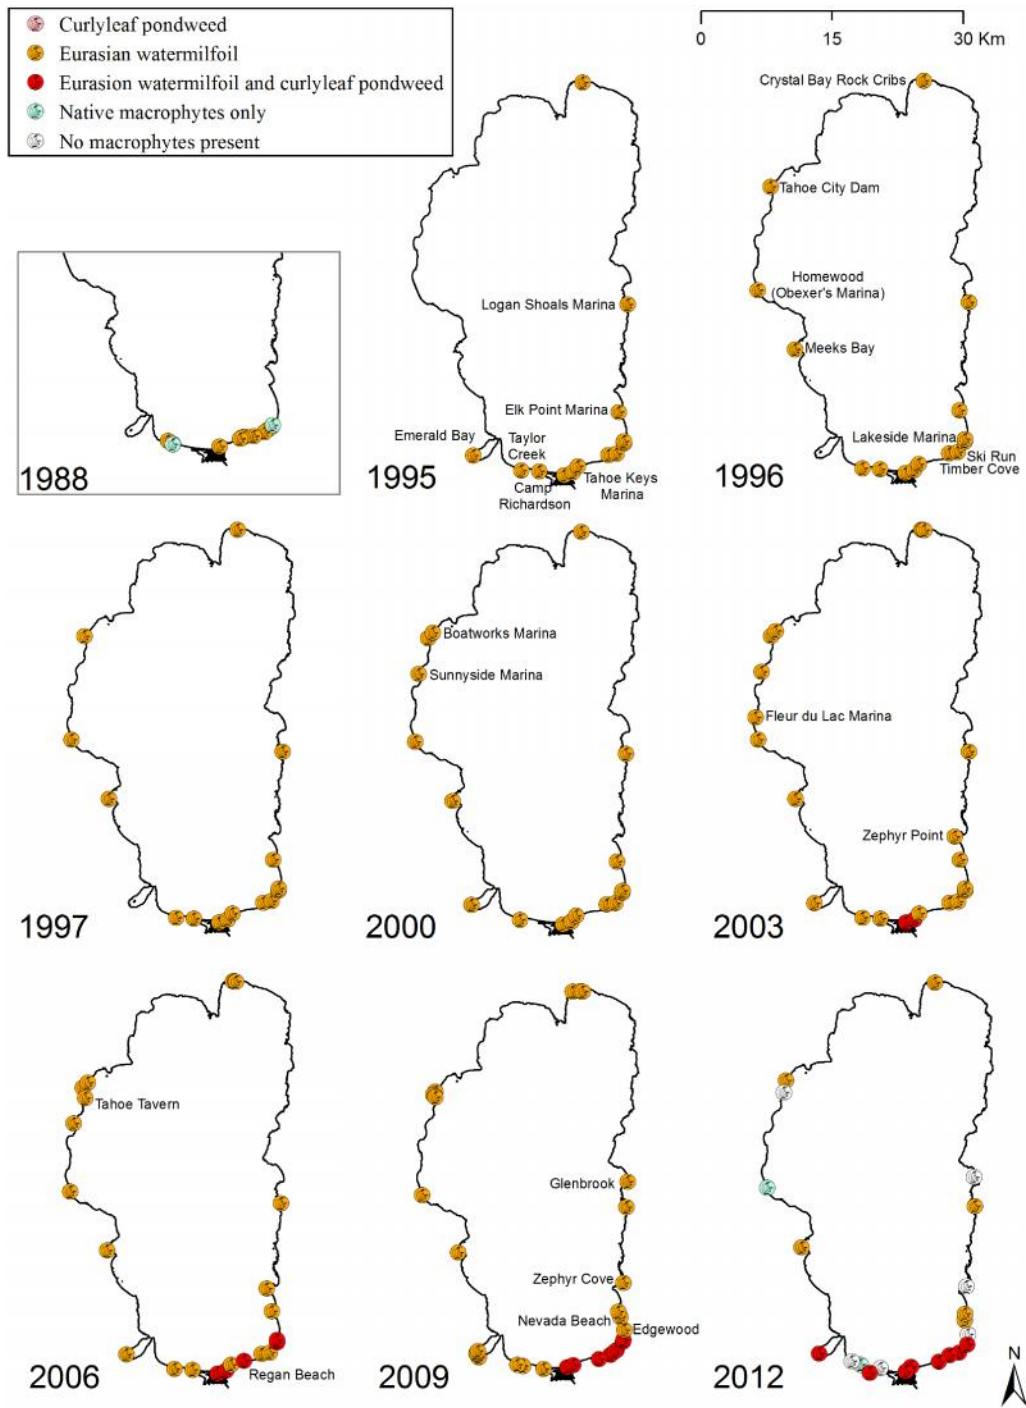 Curlyleaf pondweed
Eurasian watermilfoil
Eurasion watermilfoil and curlyleaf pondweed
Native macrophytes only
No macrophytes present
0 15 30 Km
1988
Logan Shoals Marina
Elk Point Marina
Emerald Bay
Taylor
Creek
Camp
Richardson
Tahoe Keys
Marina
1995
Crystal Bay Rock Cribs
Tahoe City Dam
Homewood
(Obexer's Marina)
Meeks Bay
Lakeside Marina
Ski Run
Timber Cove
1996
1997
Boatworks Marina
Sunnyside Marina
2000
Fleur du Lac Marina
Zephyr Point
2003
Tahoe Tavern
Regan Beach
2006
Glenbrook
Zephyr Cove
Nevada Beach
Edgewood
2009
2012
N